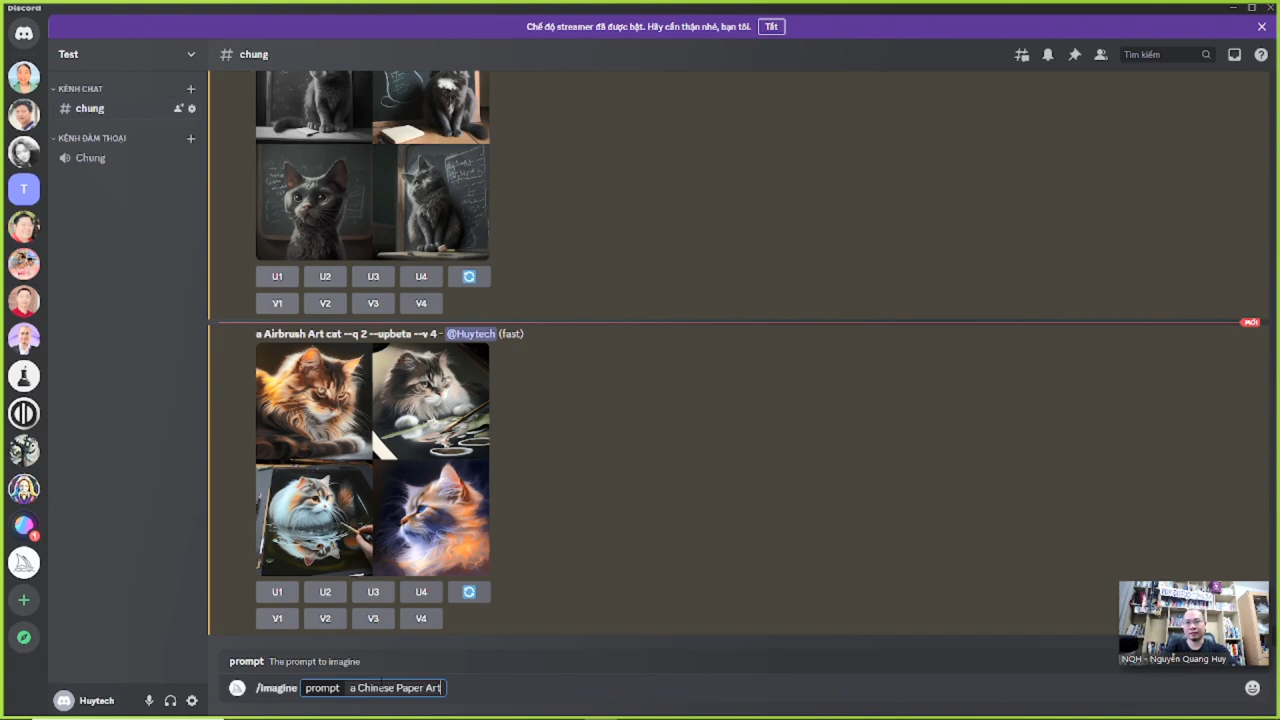 Discord
Chế độ streamer đã được bật. Hãy cẩn thận nhé, bạn tôi.
Tắt
Test
chung
Tìm kiếm
KÊNH CHAT
chung
KÊNH ĐÀM THOẠI
Chung
T
U1 U2 U3 U4
V1 V2 V3 V4
MỚI
a Airbrush Art cat --q 2 --upbeta --v 4 - @Huytech (fast)
U1 U2 U3 U4
V1 V2 V3 V4
1
prompt The prompt to imagine
/imagine prompt a Chinese Paper Art
NQH - Nguyễn Quang Huy
Huytech